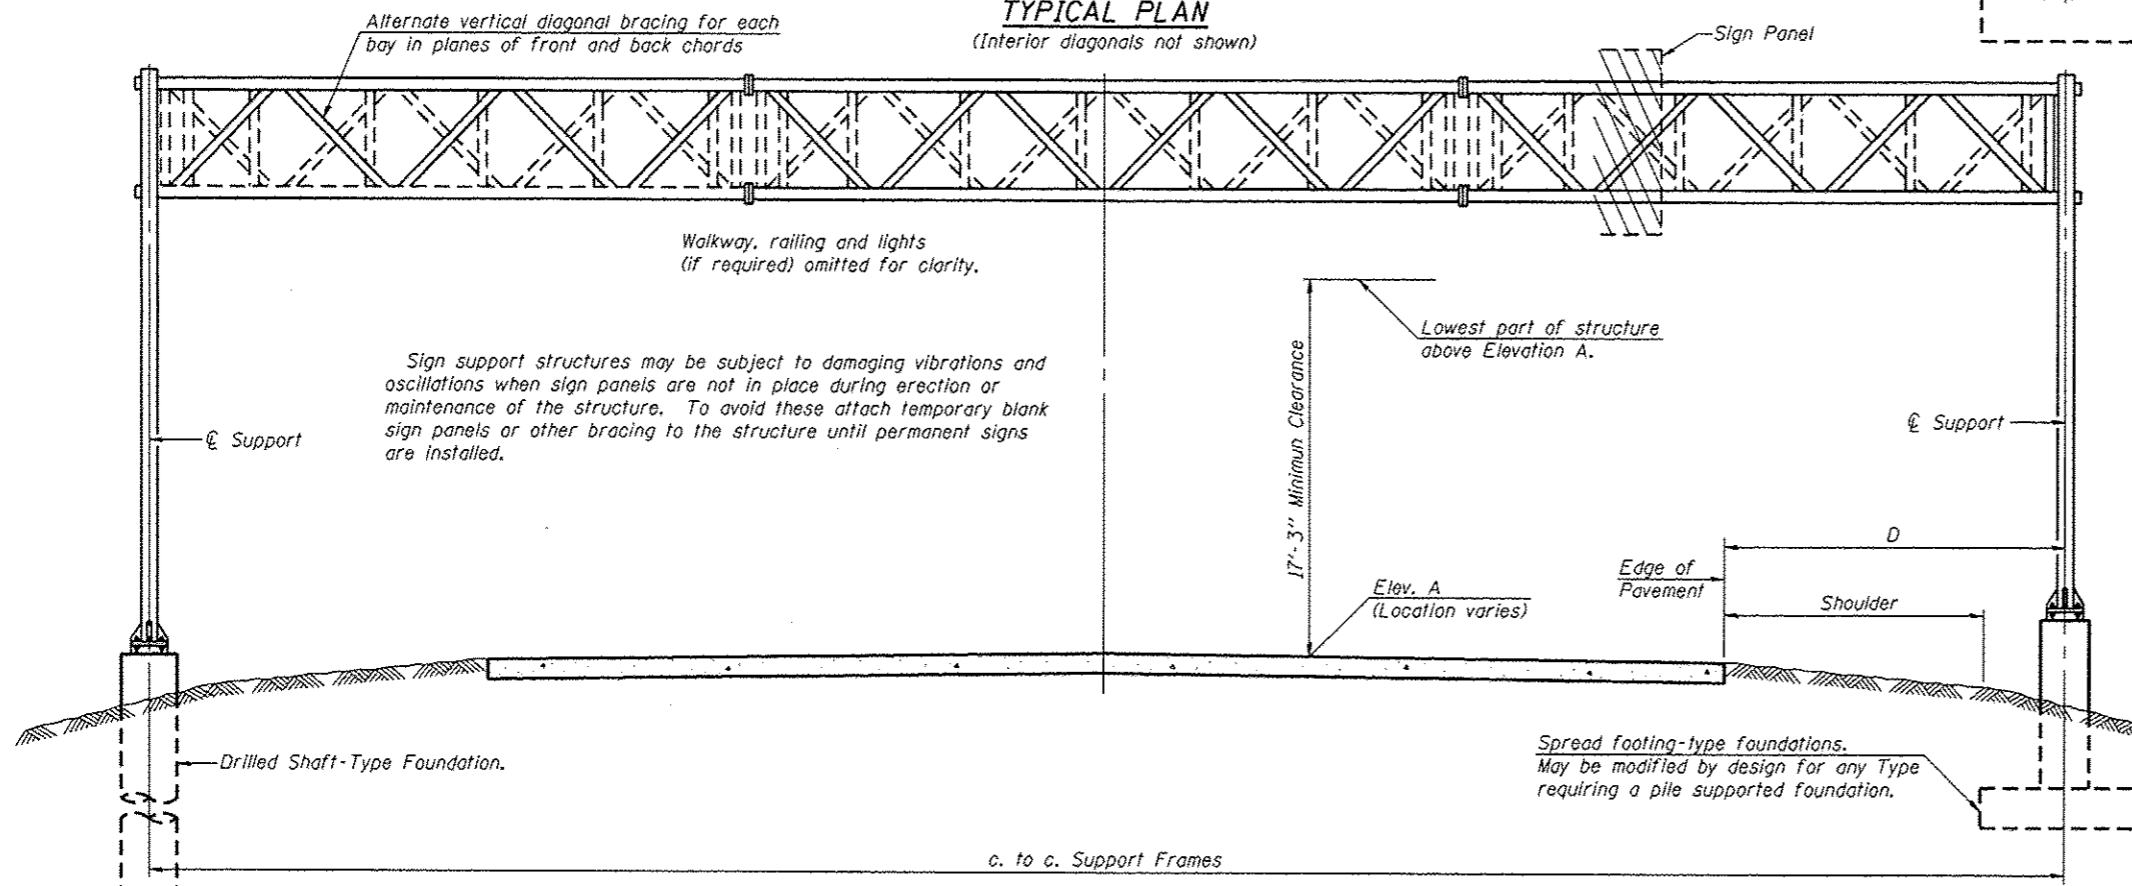 TYPICAL PLAN
(Interior diagonals not shown)
Alternate vertical diagonal bracing for each
bay in planes of front and back chords
Sign Panel
Walkway, railing and lights
(if required) omitted for clarity.
Lowest part of structure
above Elevation A.
17'-3" Minimun Clearance
Sign support structures may be subject to damaging vibrations and
oscillations when sign panels are not in place during erection or
maintenance of the structure. To avoid these attach temporary blank
sign panels or other bracing to the structure until permanent signs
are installed.
℄ Support
℄ Support
D
Edge of
Pavement
Shoulder
Elev. A
(Location varies)
Drilled Shaft-Type Foundation.
Spread footing-type foundations.
May be modified by design for any Type
requiring a pile supported foundation.
c. to c. Support Frames